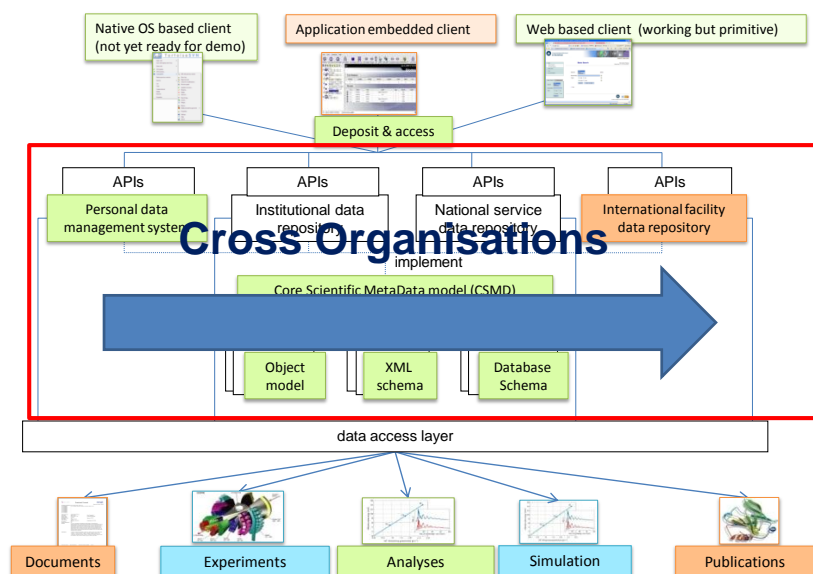 Native OS based client
(not yet ready for demo)
Application embedded client
Web based client (working but primitive)
Deposit & access
APIs
APIs
APIs
APIs
Personal data
management system
Institutional data
repository
National service
data repository
International facility
data repository
Cross Organisations
implement
Core Scientific MetaData model (CSMD)
Object
model
XML
schema
Database
Schema
data access layer
Documents
Experiments
Analyses
Simulation
Publications